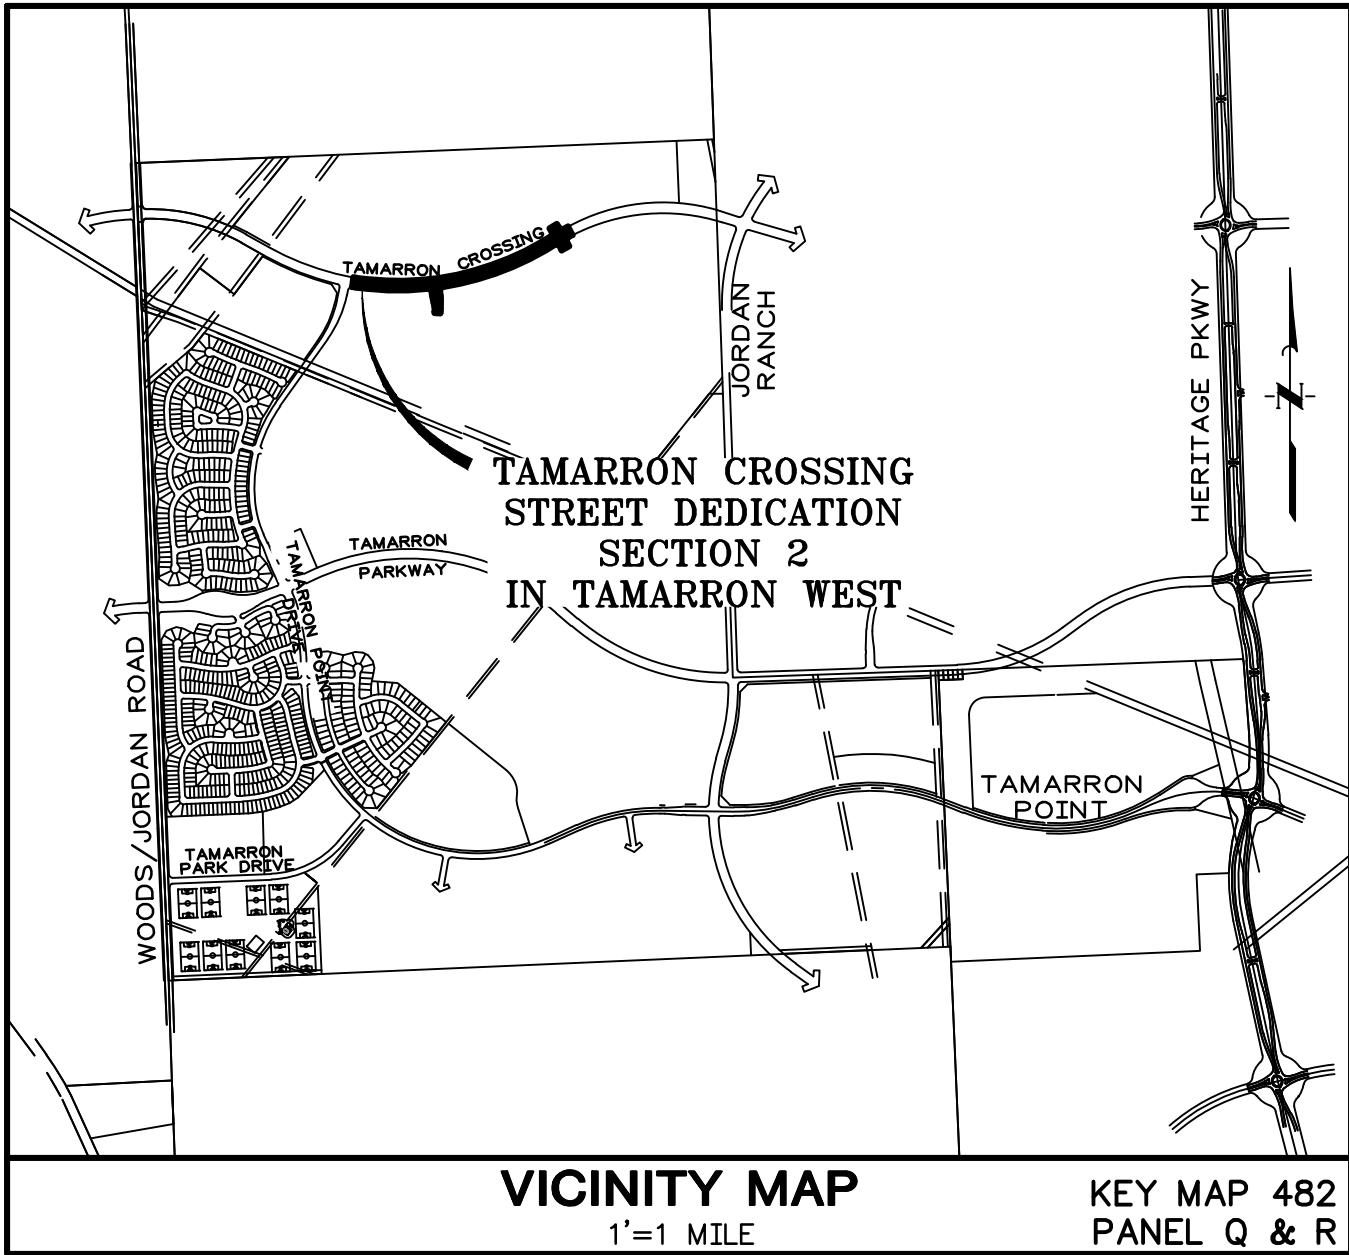 TAMARRON CROSSING
JORDAN
RANCH
HERITAGE PKWY
N
TAMARRON CROSSING
STREET DEDICATION
SECTION 2
IN TAMARRON WEST
TAMARRON
PARKWAY
TAMARRON POINT
DRIVE
WOODS/JORDAN ROAD
TAMARRON
POINT
TAMARRON
PARK DRIVE
VICINITY MAP
1'=1 MILE
KEY MAP 482
PANEL Q & R